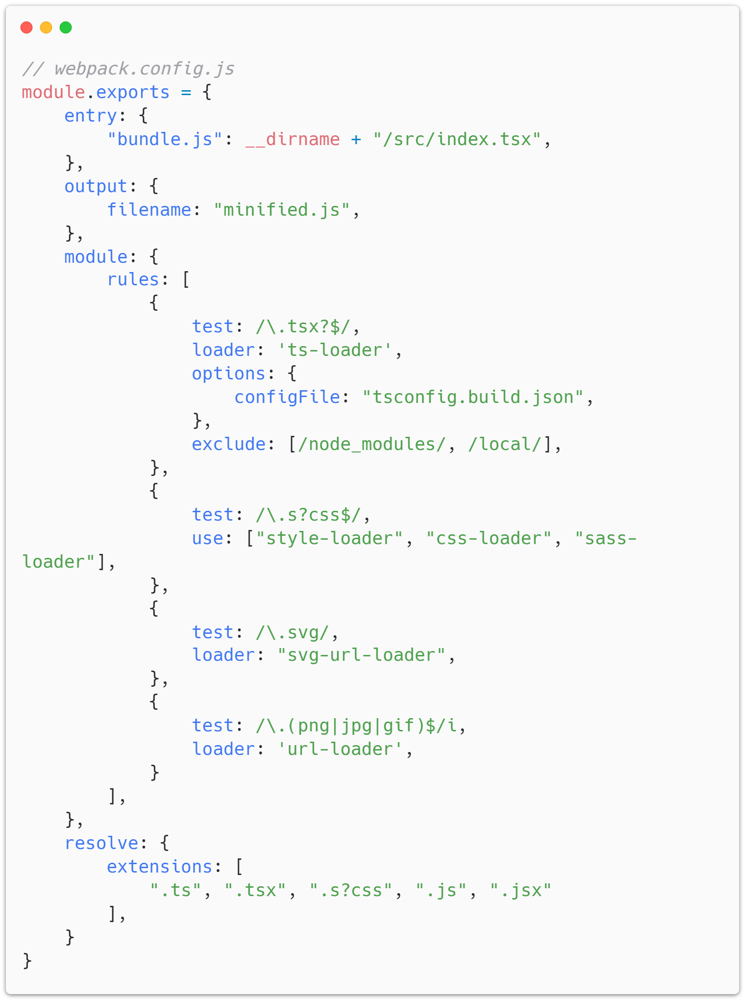 // webpack.config.js
module.exports = {
    entry: {
        "bundle.js": __dirname + "/src/index.tsx",
    },
    output: {
        filename: "minified.js",
    },
    module: {
        rules: [
            {
                test: /\.tsx?$/,
                loader: 'ts-loader',
                options: {
                    configFile: "tsconfig.build.json",
                },
                exclude: [/node_modules/, /local/],
            },
            {
                test: /\.s?css$/,
                use: ["style-loader", "css-loader", "sass-
loader"],
            },
            {
                test: /\.svg/,
                loader: "svg-url-loader",
            },
            {
                test: /\.(png|jpg|gif)$/i,
                loader: 'url-loader',
            }
        ],
    },
    resolve: {
        extensions: [
            ".ts", ".tsx", ".s?css", ".js", ".jsx"
        ],
    }
}